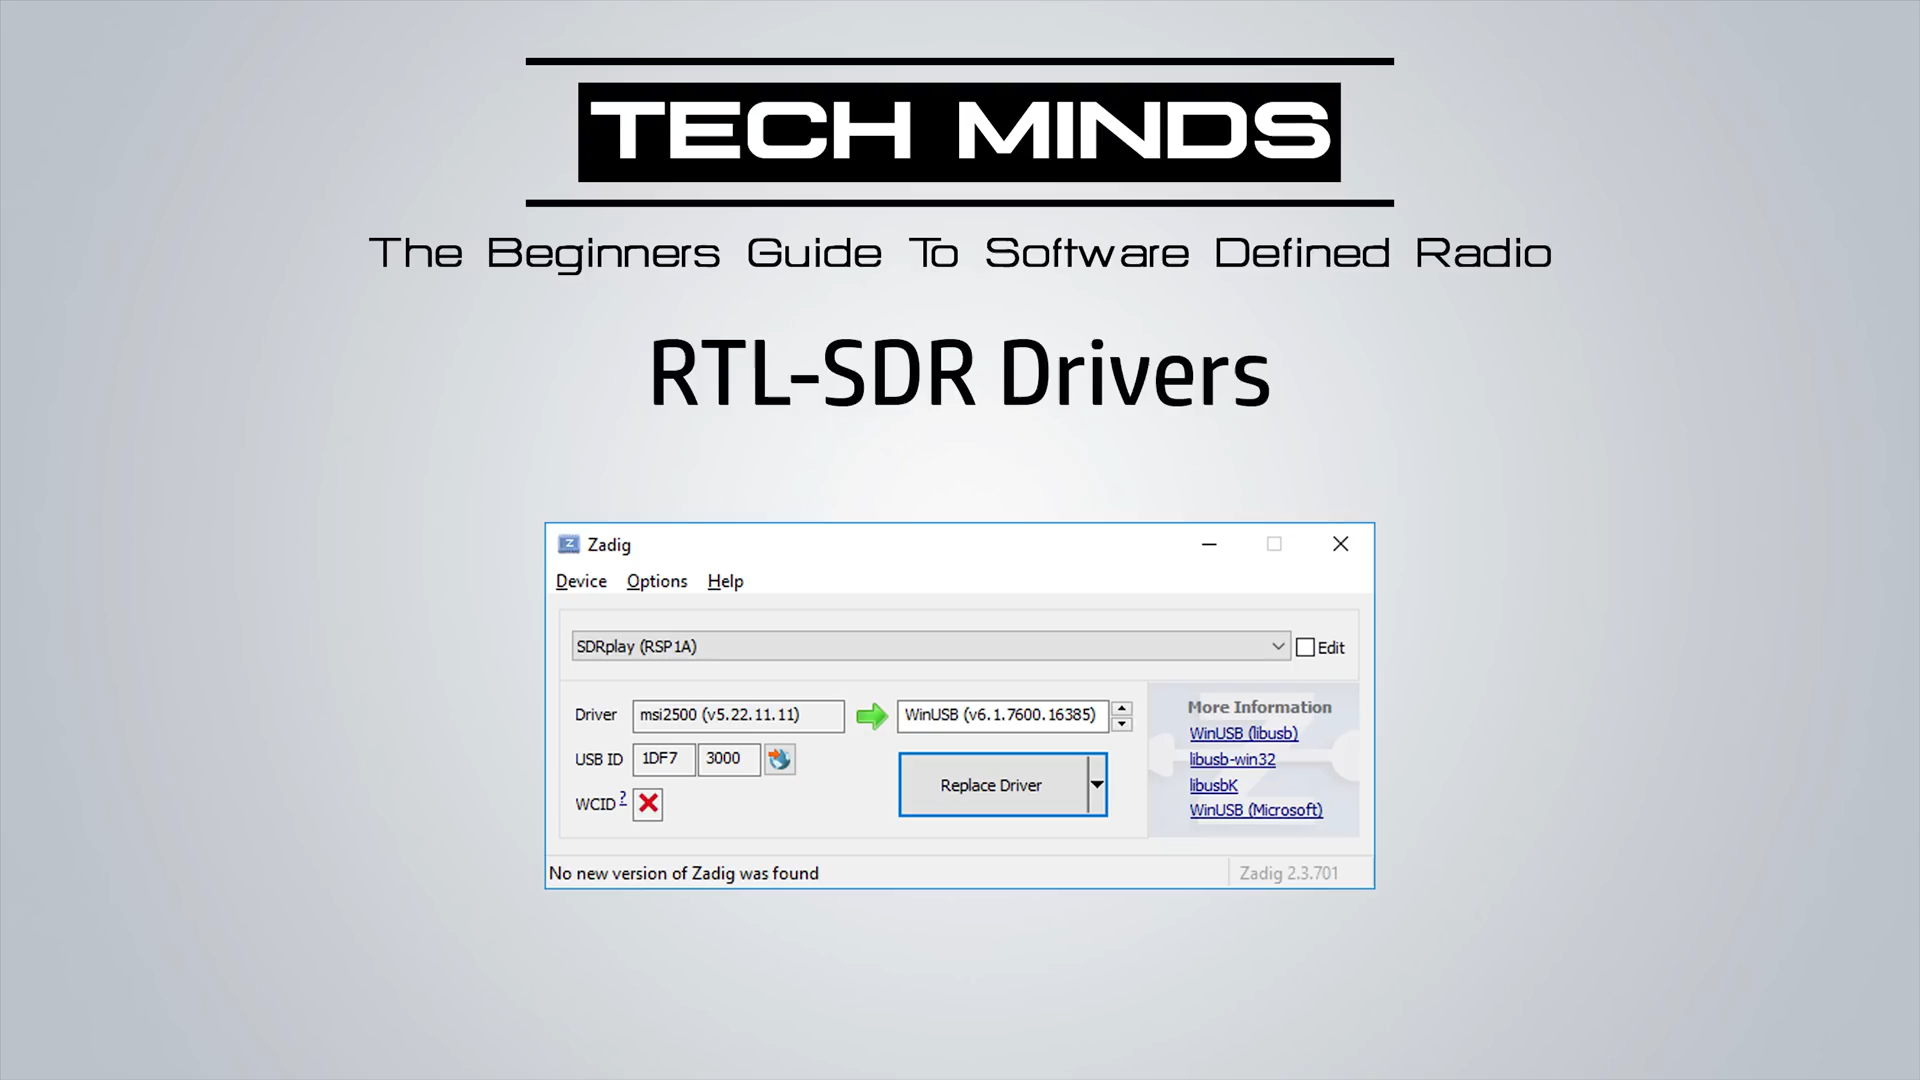 TECH MINDS
The Beginners Guide To Software Defined Radio
RTL-SDR Drivers
Z Zadig
Device Options Help
SDRplay (RSP1A) Edit
Driver msi2500 (v5.22.11.11) WinUSB (v6.1.7600.16385)
USB ID 1DF7 3000
WCID ?
Replace Driver
More Information
WinUSB (libusb)
libusb-win32
libusbK
WinUSB (Microsoft)
No new version of Zadig was found Zadig 2.3.701